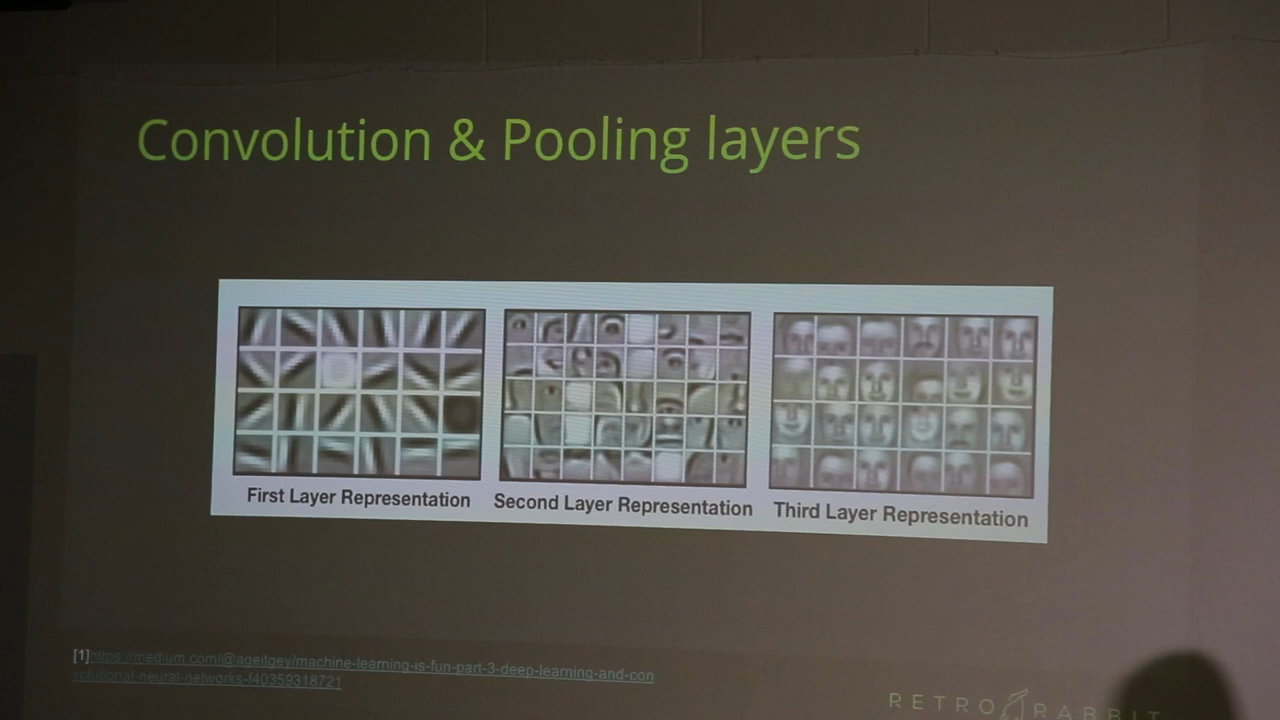 Convolution & Pooling layers
First Layer Representation
Second Layer Representation
Third Layer Representation
[1]https://medium.com/@ageitgey/machine-learning-is-fun-part-3-deep-learning-and-con
volutional-neural-networks-f40359318721
RETRO RABBIT